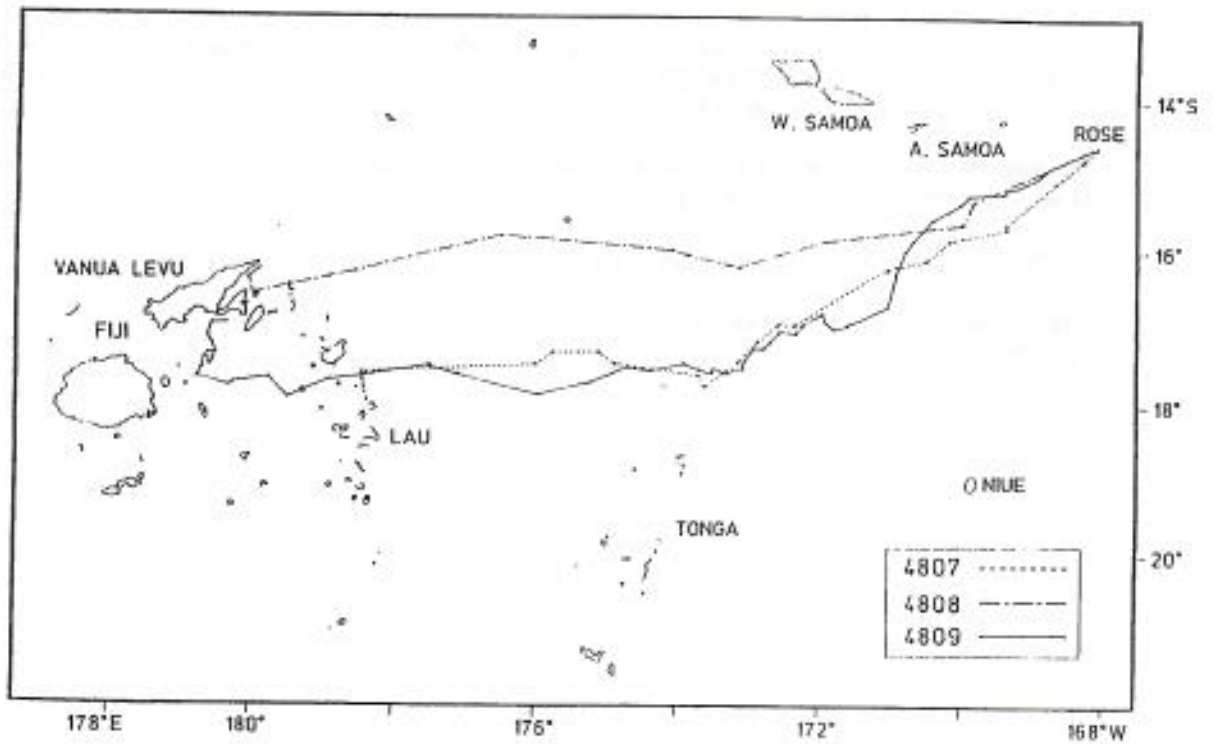 W. SAMOA
14°S
A. SAMOA
ROSE
VANUA LEVU
16°
FIJI
18°
LAU
NIUE
TONGA
20°
4807
4808
4809
178°E
180°
176°
172°
168°W